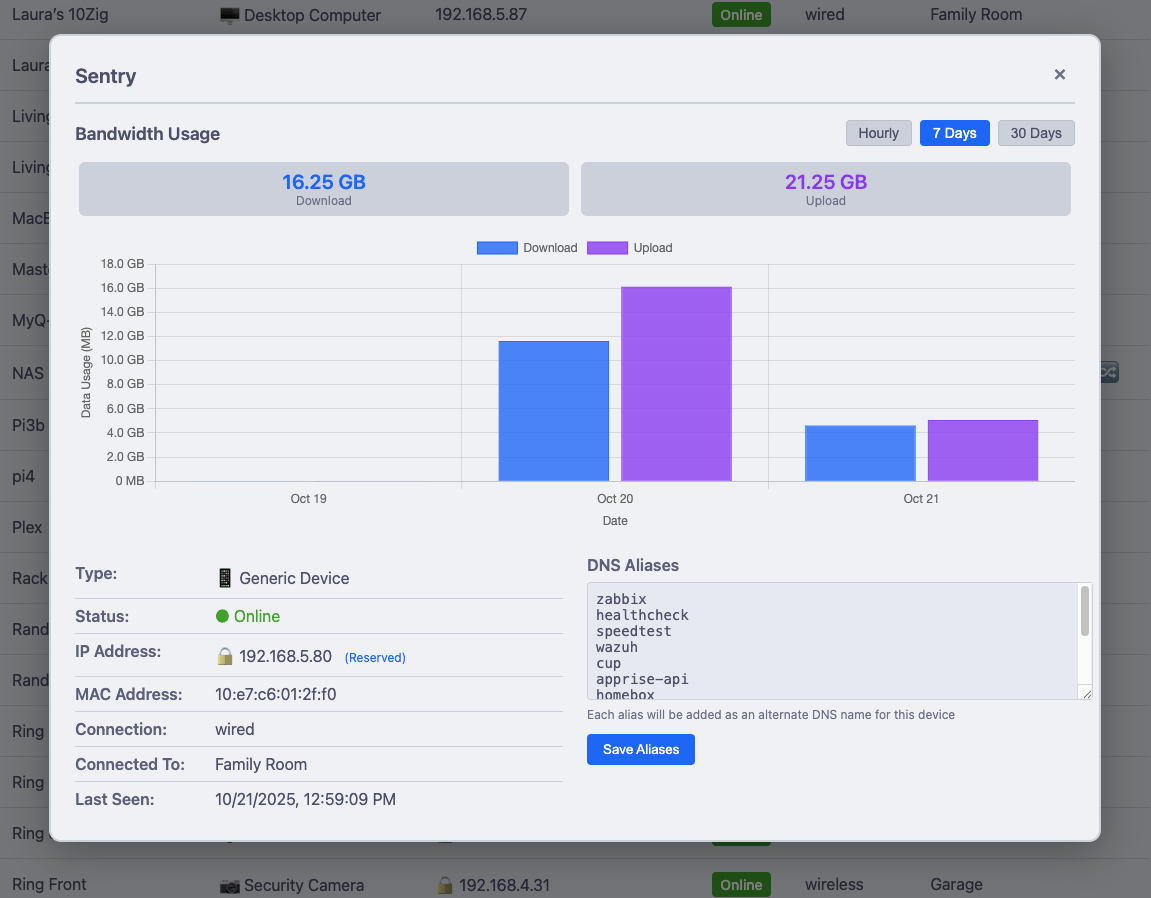 Laura's 10Zig Desktop Computer 192.168.5.87 Online wired Family Room
Laura
Living
Living
MacB
Maste
MyQ-
NAS
Pi3b
pi4
Plex
Rack
Rand
Rand
Ring
Ring
Ring
Sentry ×
Bandwidth Usage Hourly 7 Days 30 Days
16.25 GB 21.25 GB
Download Upload
Download Upload
18.0 GB
16.0 GB
14.0 GB
12.0 GB
10.0 GB
8.0 GB
6.0 GB
4.0 GB
2.0 GB
0 MB
Data Usage (MB)
Oct 19 Oct 20 Oct 21
Date
Type: Generic Device
Status: Online
IP Address: 192.168.5.80 (Reserved)
MAC Address: 10:e7:c6:01:2f:f0
Connection: wired
Connected To: Family Room
Last Seen: 10/21/2025, 12:59:09 PM
DNS Aliases
zabbix
healthcheck
speedtest
wazuh
cup
apprise-api
homebox
Each alias will be added as an alternate DNS name for this device
Save Aliases
Ring Front Security Camera 192.168.4.31 Online wireless Garage